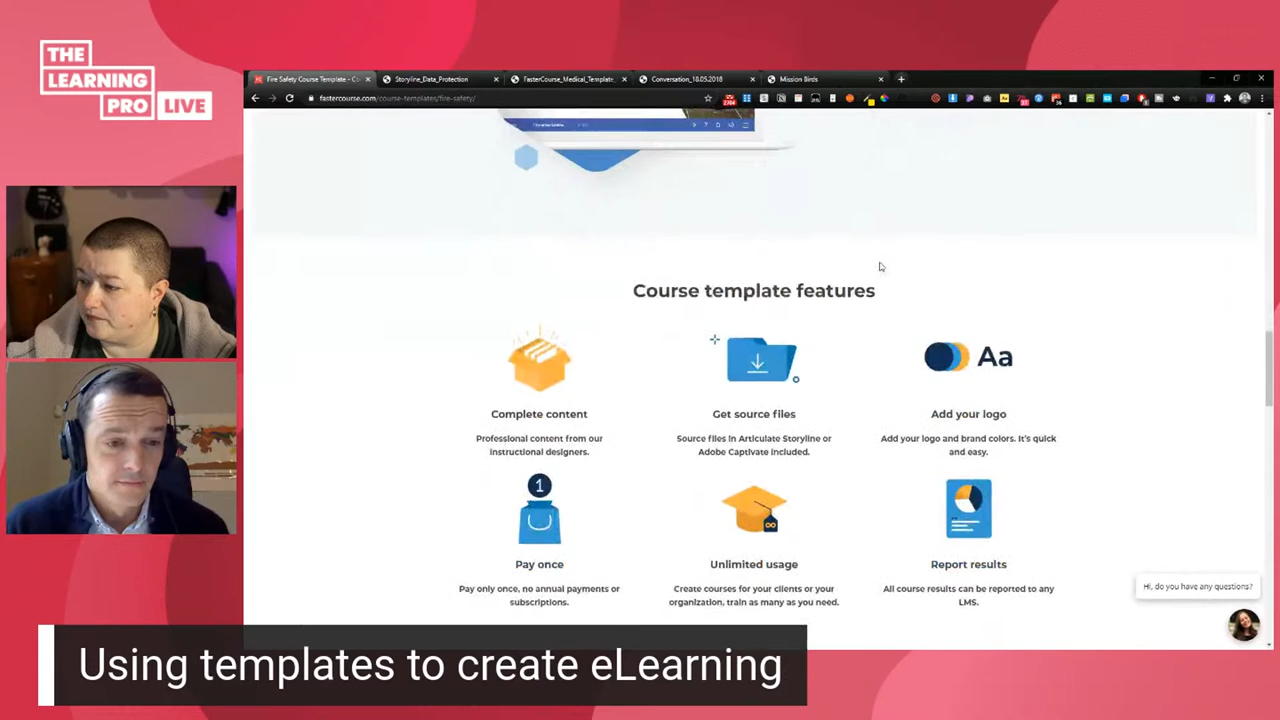 THE
LEARNING
PRO LIVE
Fire Safety Course Template - C
Storyline_Data_Protection
FasterCourse_Medical_Template
Conversation_18.05.2018
Mission Birds
fastercourse.com/course-templates/fire-safety/
Course template features
Aa
Complete content
Get source files
Add your logo
Professional content from our
instructional designers.
Source files in Articulate Storyline or
Adobe Captivate included.
Add your logo and brand colors. It's quick
and easy.
1
Pay once
Unlimited usage
Report results
Pay only once, no annual payments or
subscriptions.
Create courses for your clients or your
organization, train as many as you need.
All course results can be reported to any
LMS.
Hi, do you have any questions?
Using templates to create eLearning